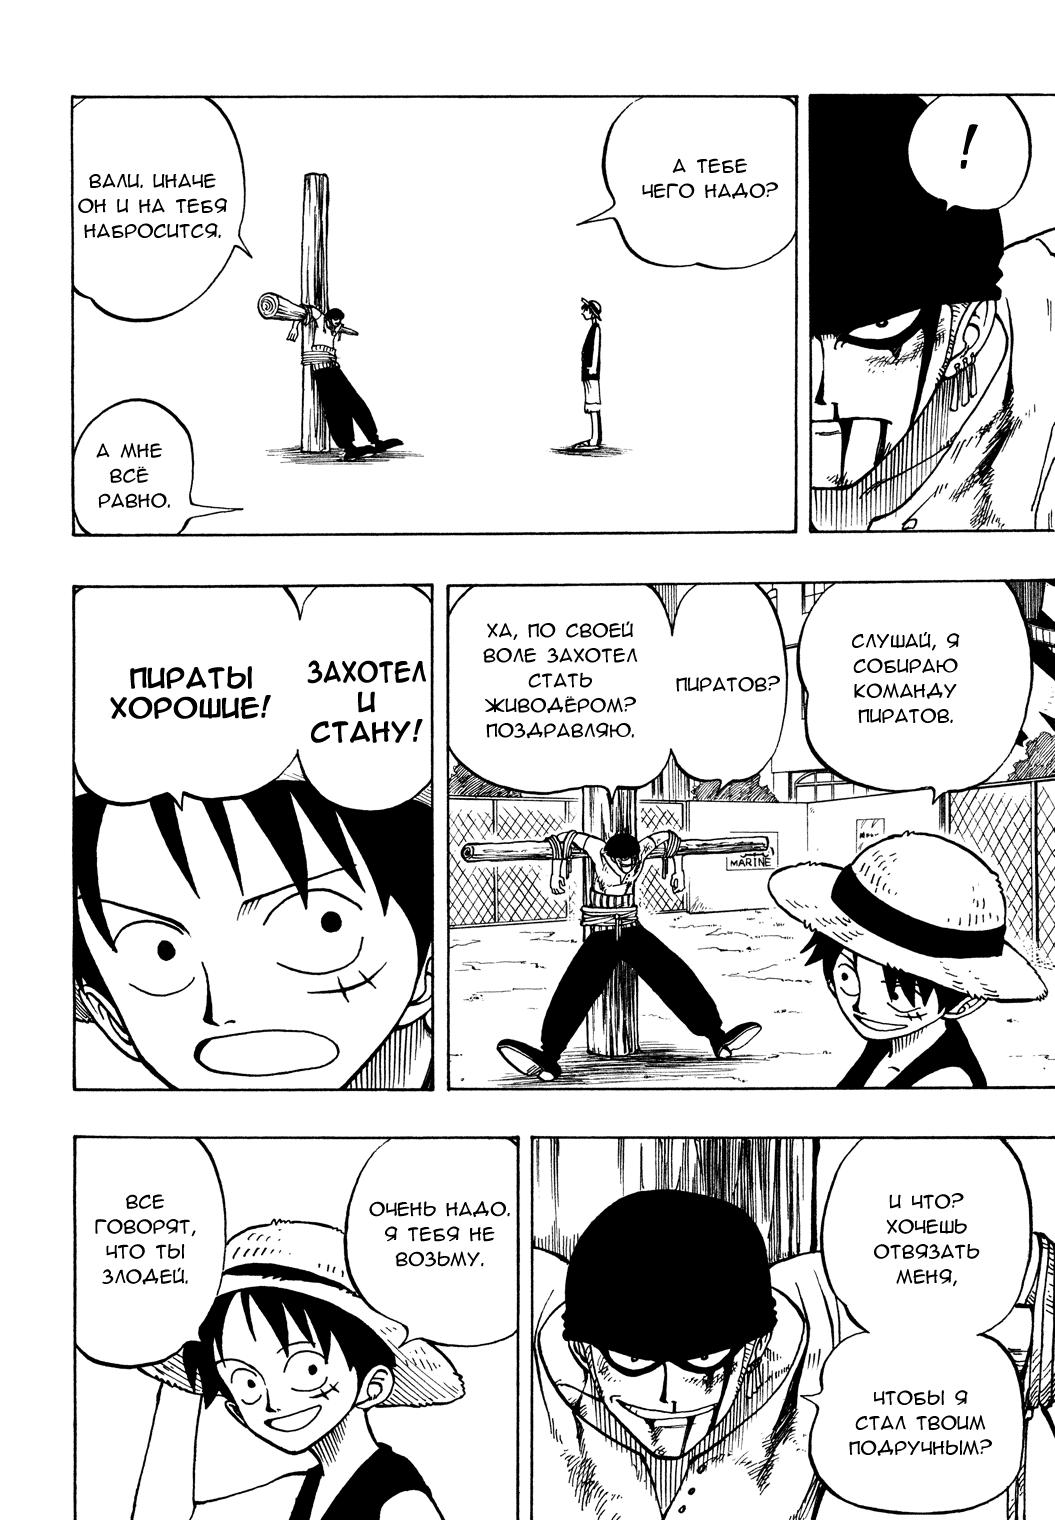 !
А ТЕБЕ
ЧЕГО НАДО?
ВАЛИ, ИНАЧЕ
ОН И НА ТЕБЯ
НАБРОСИТСЯ.
А МНЕ
ВСЁ
РАВНО.
СЛУШАЙ, Я
СОБИРАЮ
КОМАНДУ
ПИРАТОВ.
ПИРАТОВ?
ХА, ПО СВОЕЙ
ВОЛЕ ЗАХОТЕЛ
СТАТЬ
ЖИВОДЁРОМ?
ПОЗДРАВЛЯЮ.
MARINE
ЗАХОТЕЛ
И
СТАНУ!
ПИРАТЫ
ХОРОШИЕ!
И ЧТО?
ХОЧЕШЬ
ОТВЯЗАТЬ
МЕНЯ,
ЧТОБЫ Я
СТАЛ ТВОИМ
ПОДРУЧНЫМ?
ОЧЕНЬ НАДО.
Я ТЕБЯ НЕ
ВОЗЬМУ.
ВСЕ
ГОВОРЯТ,
ЧТО ТЫ
ЗЛОДЕЙ.